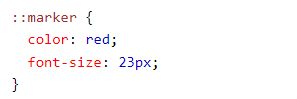 ::marker {
  color: red;
  font-size: 23px;
}